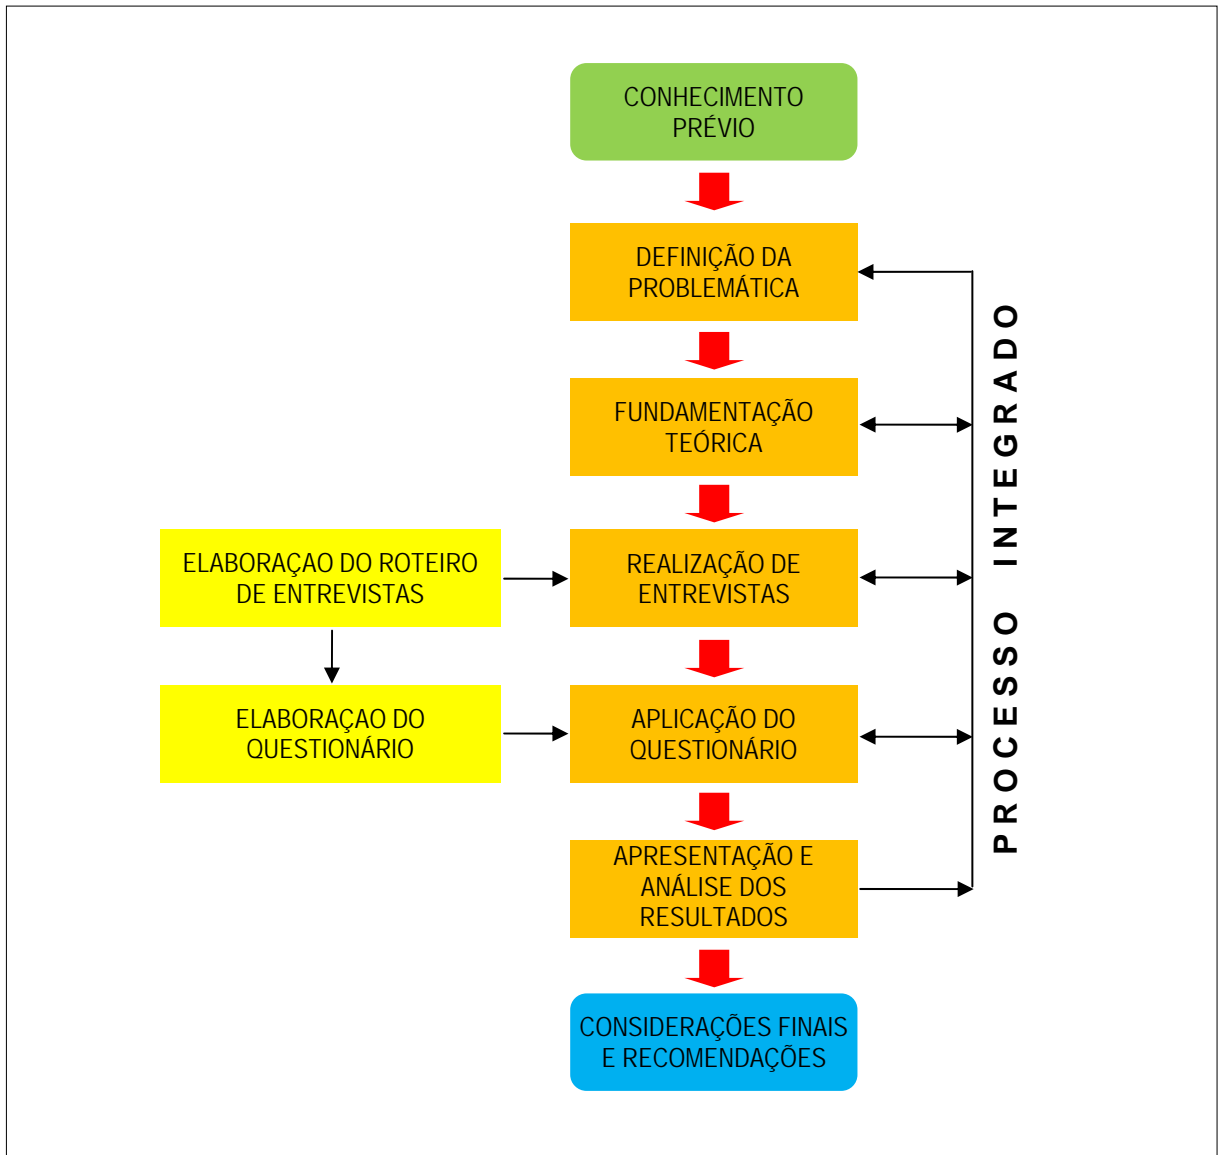 CONHECIMENTO
PRÉVIO
DEFINIÇÃO DA
PROBLEMÁTICA
FUNDAMENTAÇÃO
TEÓRICA
ELABORAÇAO DO ROTEIRO
DE ENTREVISTAS
REALIZAÇÃO DE
ENTREVISTAS
ELABORAÇAO DO
QUESTIONÁRIO
APLICAÇÃO DO
QUESTIONÁRIO
APRESENTAÇÃO E
ANÁLISE DOS
RESULTADOS
CONSIDERAÇÕES FINAIS
E RECOMENDAÇÕES
PROCESSO INTEGRADO